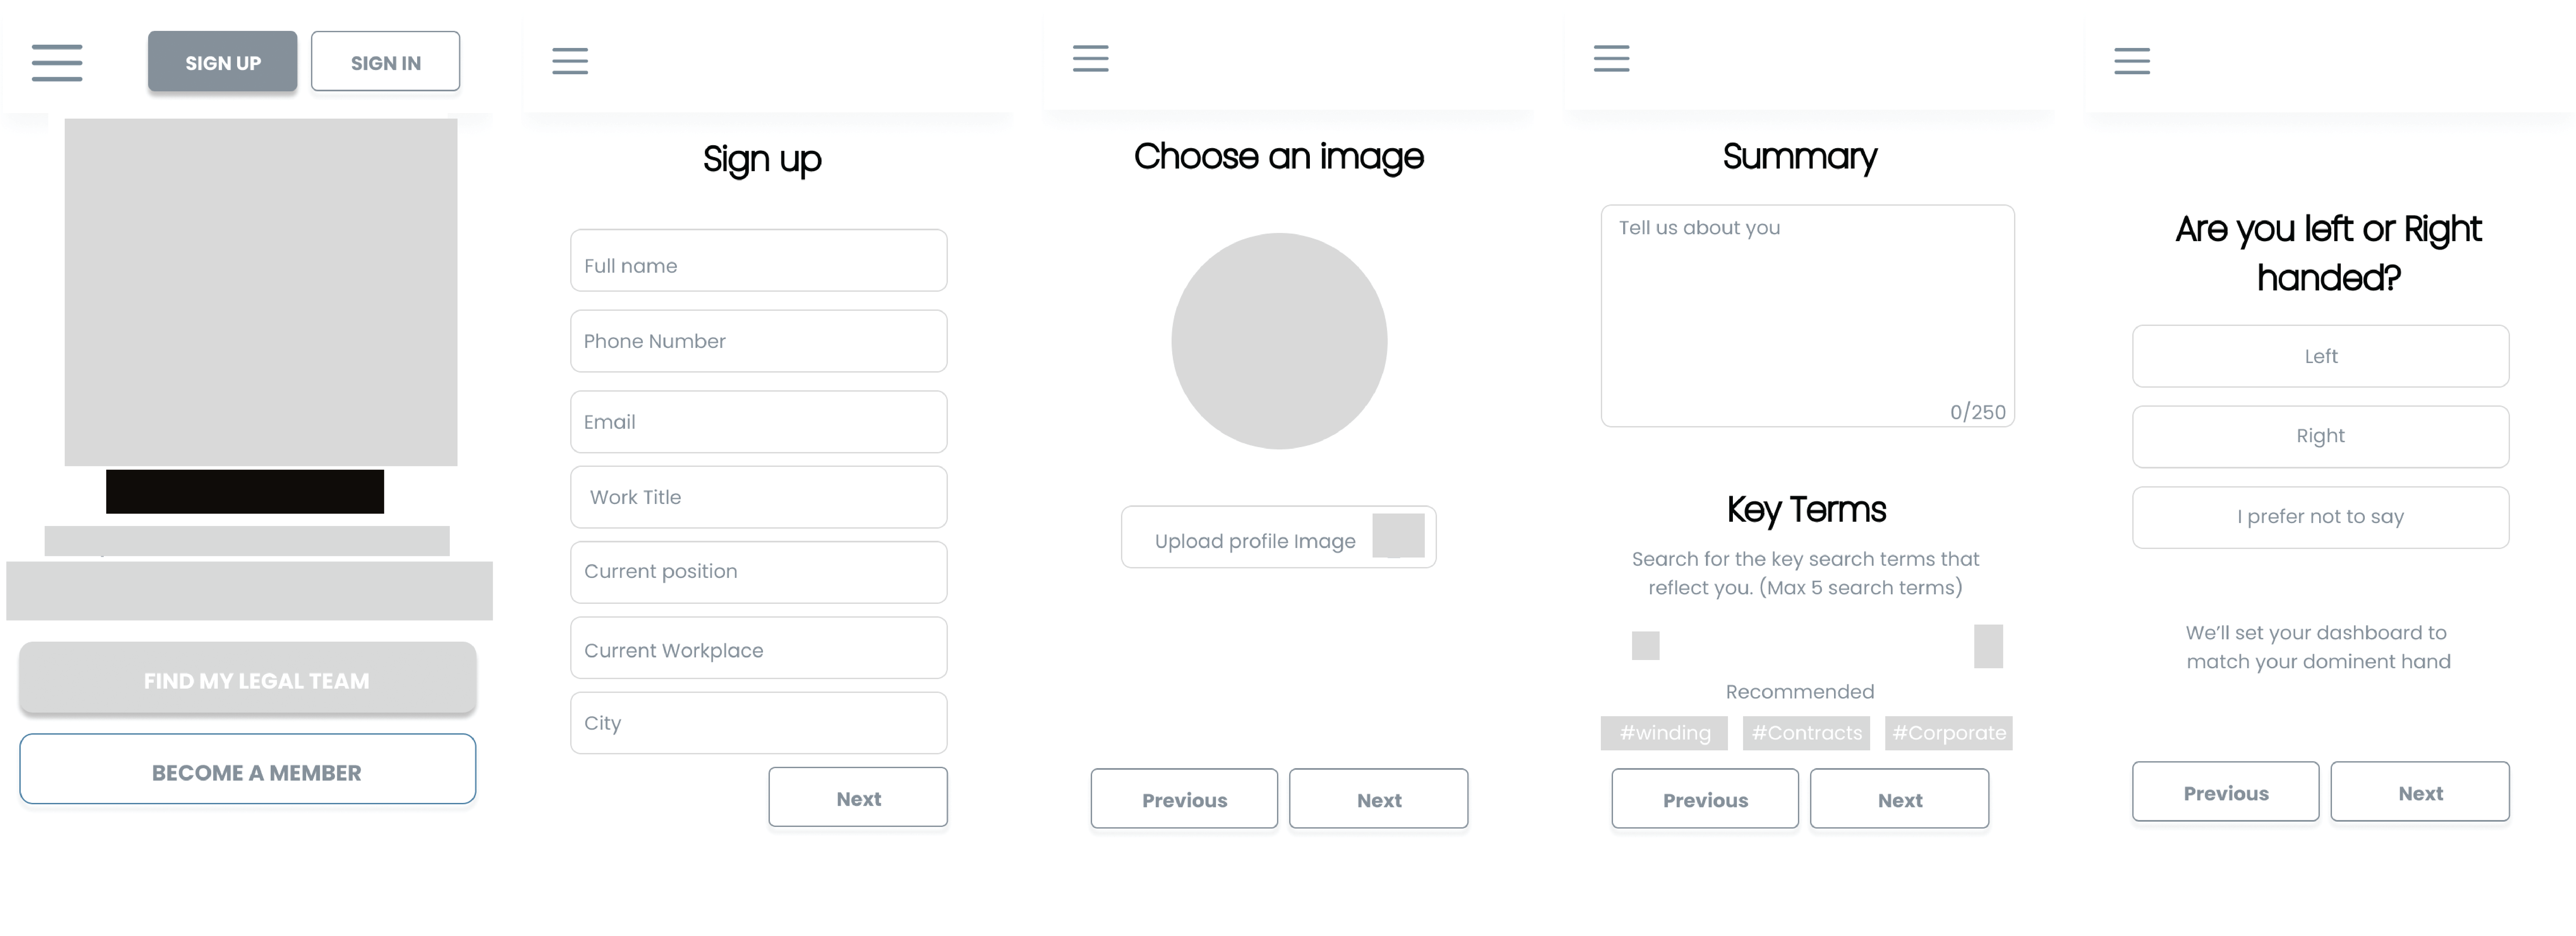 SIGN UP
SIGN IN
FIND MY LEGAL TEAM
BECOME A MEMBER
Sign up
Full name
Phone Number
Email
Work Title
Current position
Current Workplace
City
Next
Choose an image
Upload profile Image
Previous
Next
Summary
Tell us about you
0/250
Key Terms
Search for the key search terms that
reflect you. (Max 5 search terms)
Recommended
#winding
#Contracts
#Corporate
Previous
Next
Are you left or Right
handed?
Left
Right
I prefer not to say
We’ll set your dashboard to
match your dominent hand
Previous
Next